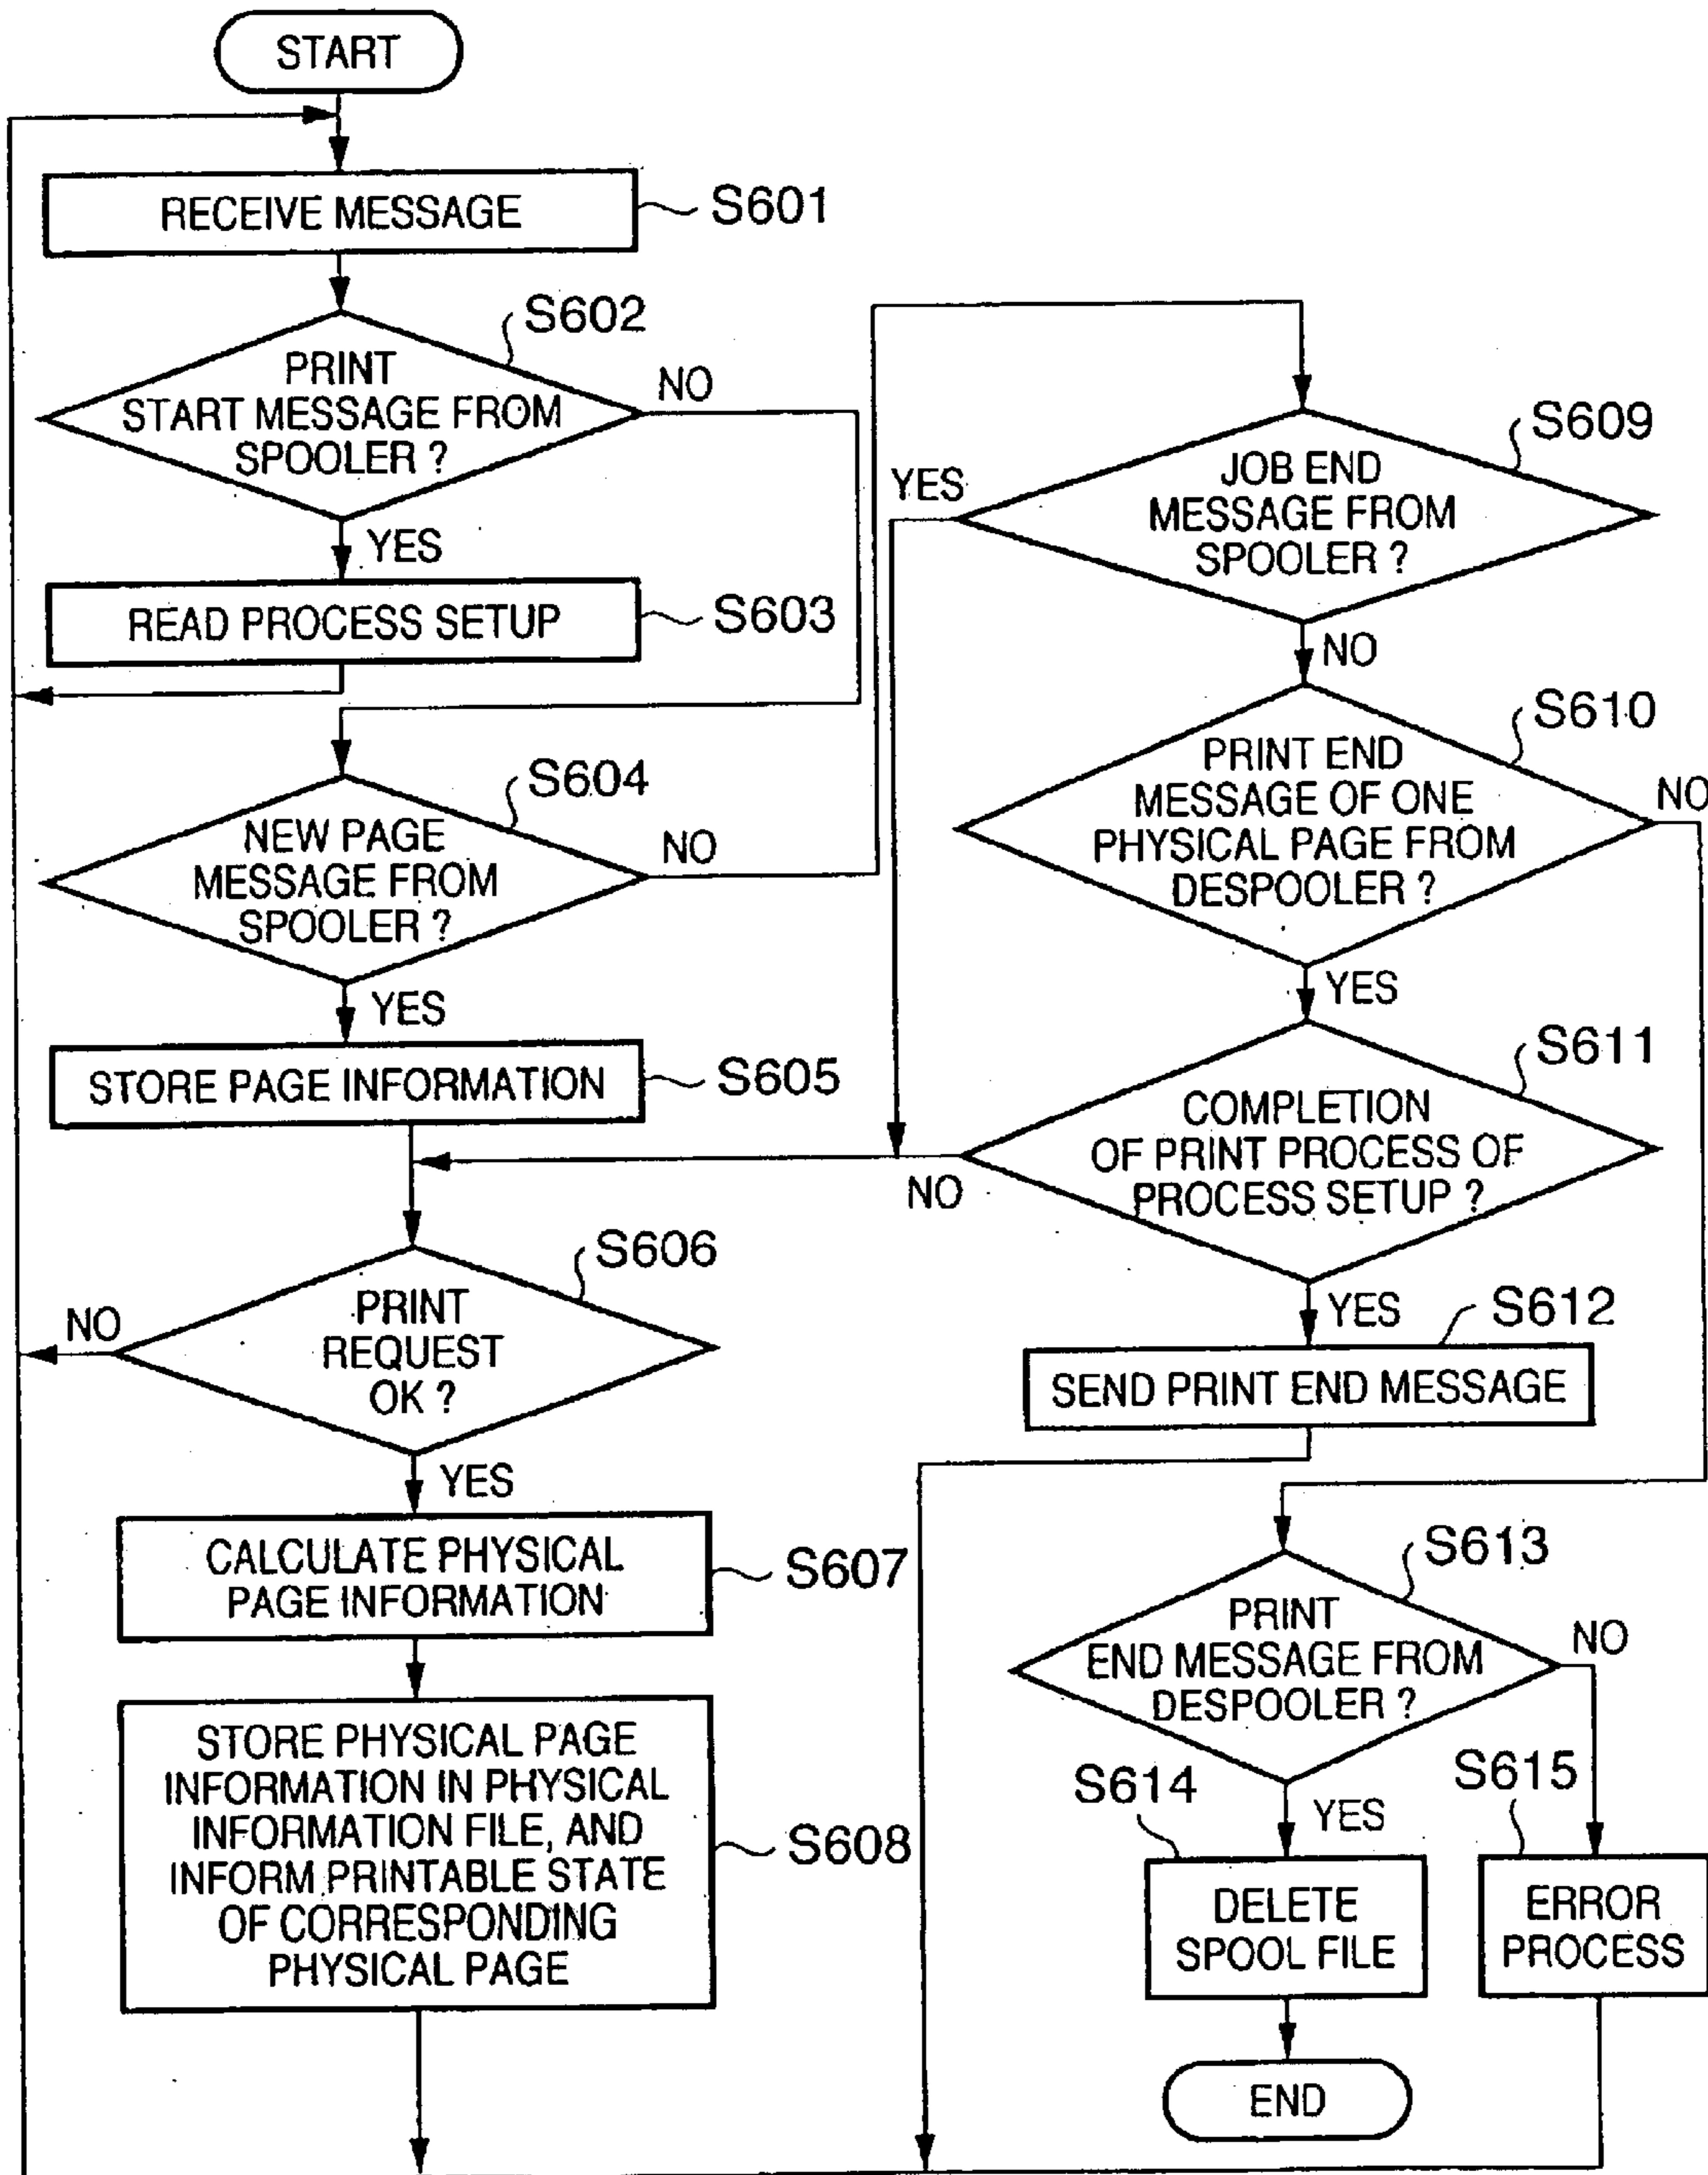 START
RECEIVE MESSAGE
S601
S602
PRINT
START MESSAGE FROM
SPOOLER ?
NO
YES
READ PROCESS SETUP
S603
S604
NEW PAGE
MESSAGE FROM
SPOOLER ?
NO
YES
STORE PAGE INFORMATION
S605
S606
PRINT
REQUEST
OK ?
NO
YES
CALCULATE PHYSICAL
PAGE INFORMATION
S607
STORE PHYSICAL PAGE
INFORMATION IN PHYSICAL
INFORMATION FILE, AND
INFORM PRINTABLE STATE
OF CORRESPONDING
PHYSICAL PAGE
S608
S609
JOB END
MESSAGE FROM
SPOOLER ?
YES
NO
S610
PRINT END
MESSAGE OF ONE
PHYSICAL PAGE FROM
DESPOOLER ?
NO
YES
S611
COMPLETION
OF PRINT PROCESS OF
PROCESS SETUP ?
NO
YES
S612
SEND PRINT END MESSAGE
S613
PRINT
END MESSAGE FROM
DESPOOLER ?
NO
YES
S614
DELETE
SPOOL FILE
S615
ERROR
PROCESS
END